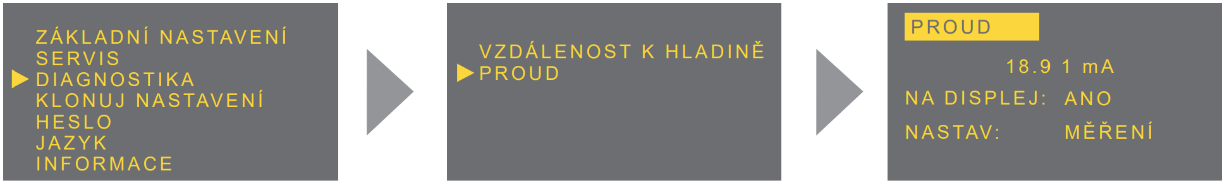 ZÁKLADNÍ NASTAVENÍ
SERVIS
DIAGNOSTIKA
KLONUJ NASTAVENÍ
HESLO
JAZYK
INFORMACE
VZDÁLENOST K HLADINĚ
PROUD
PROUD
18.9 1 mA
NA DISPLEJ: ANO
NASTAV: MĚŘENÍ